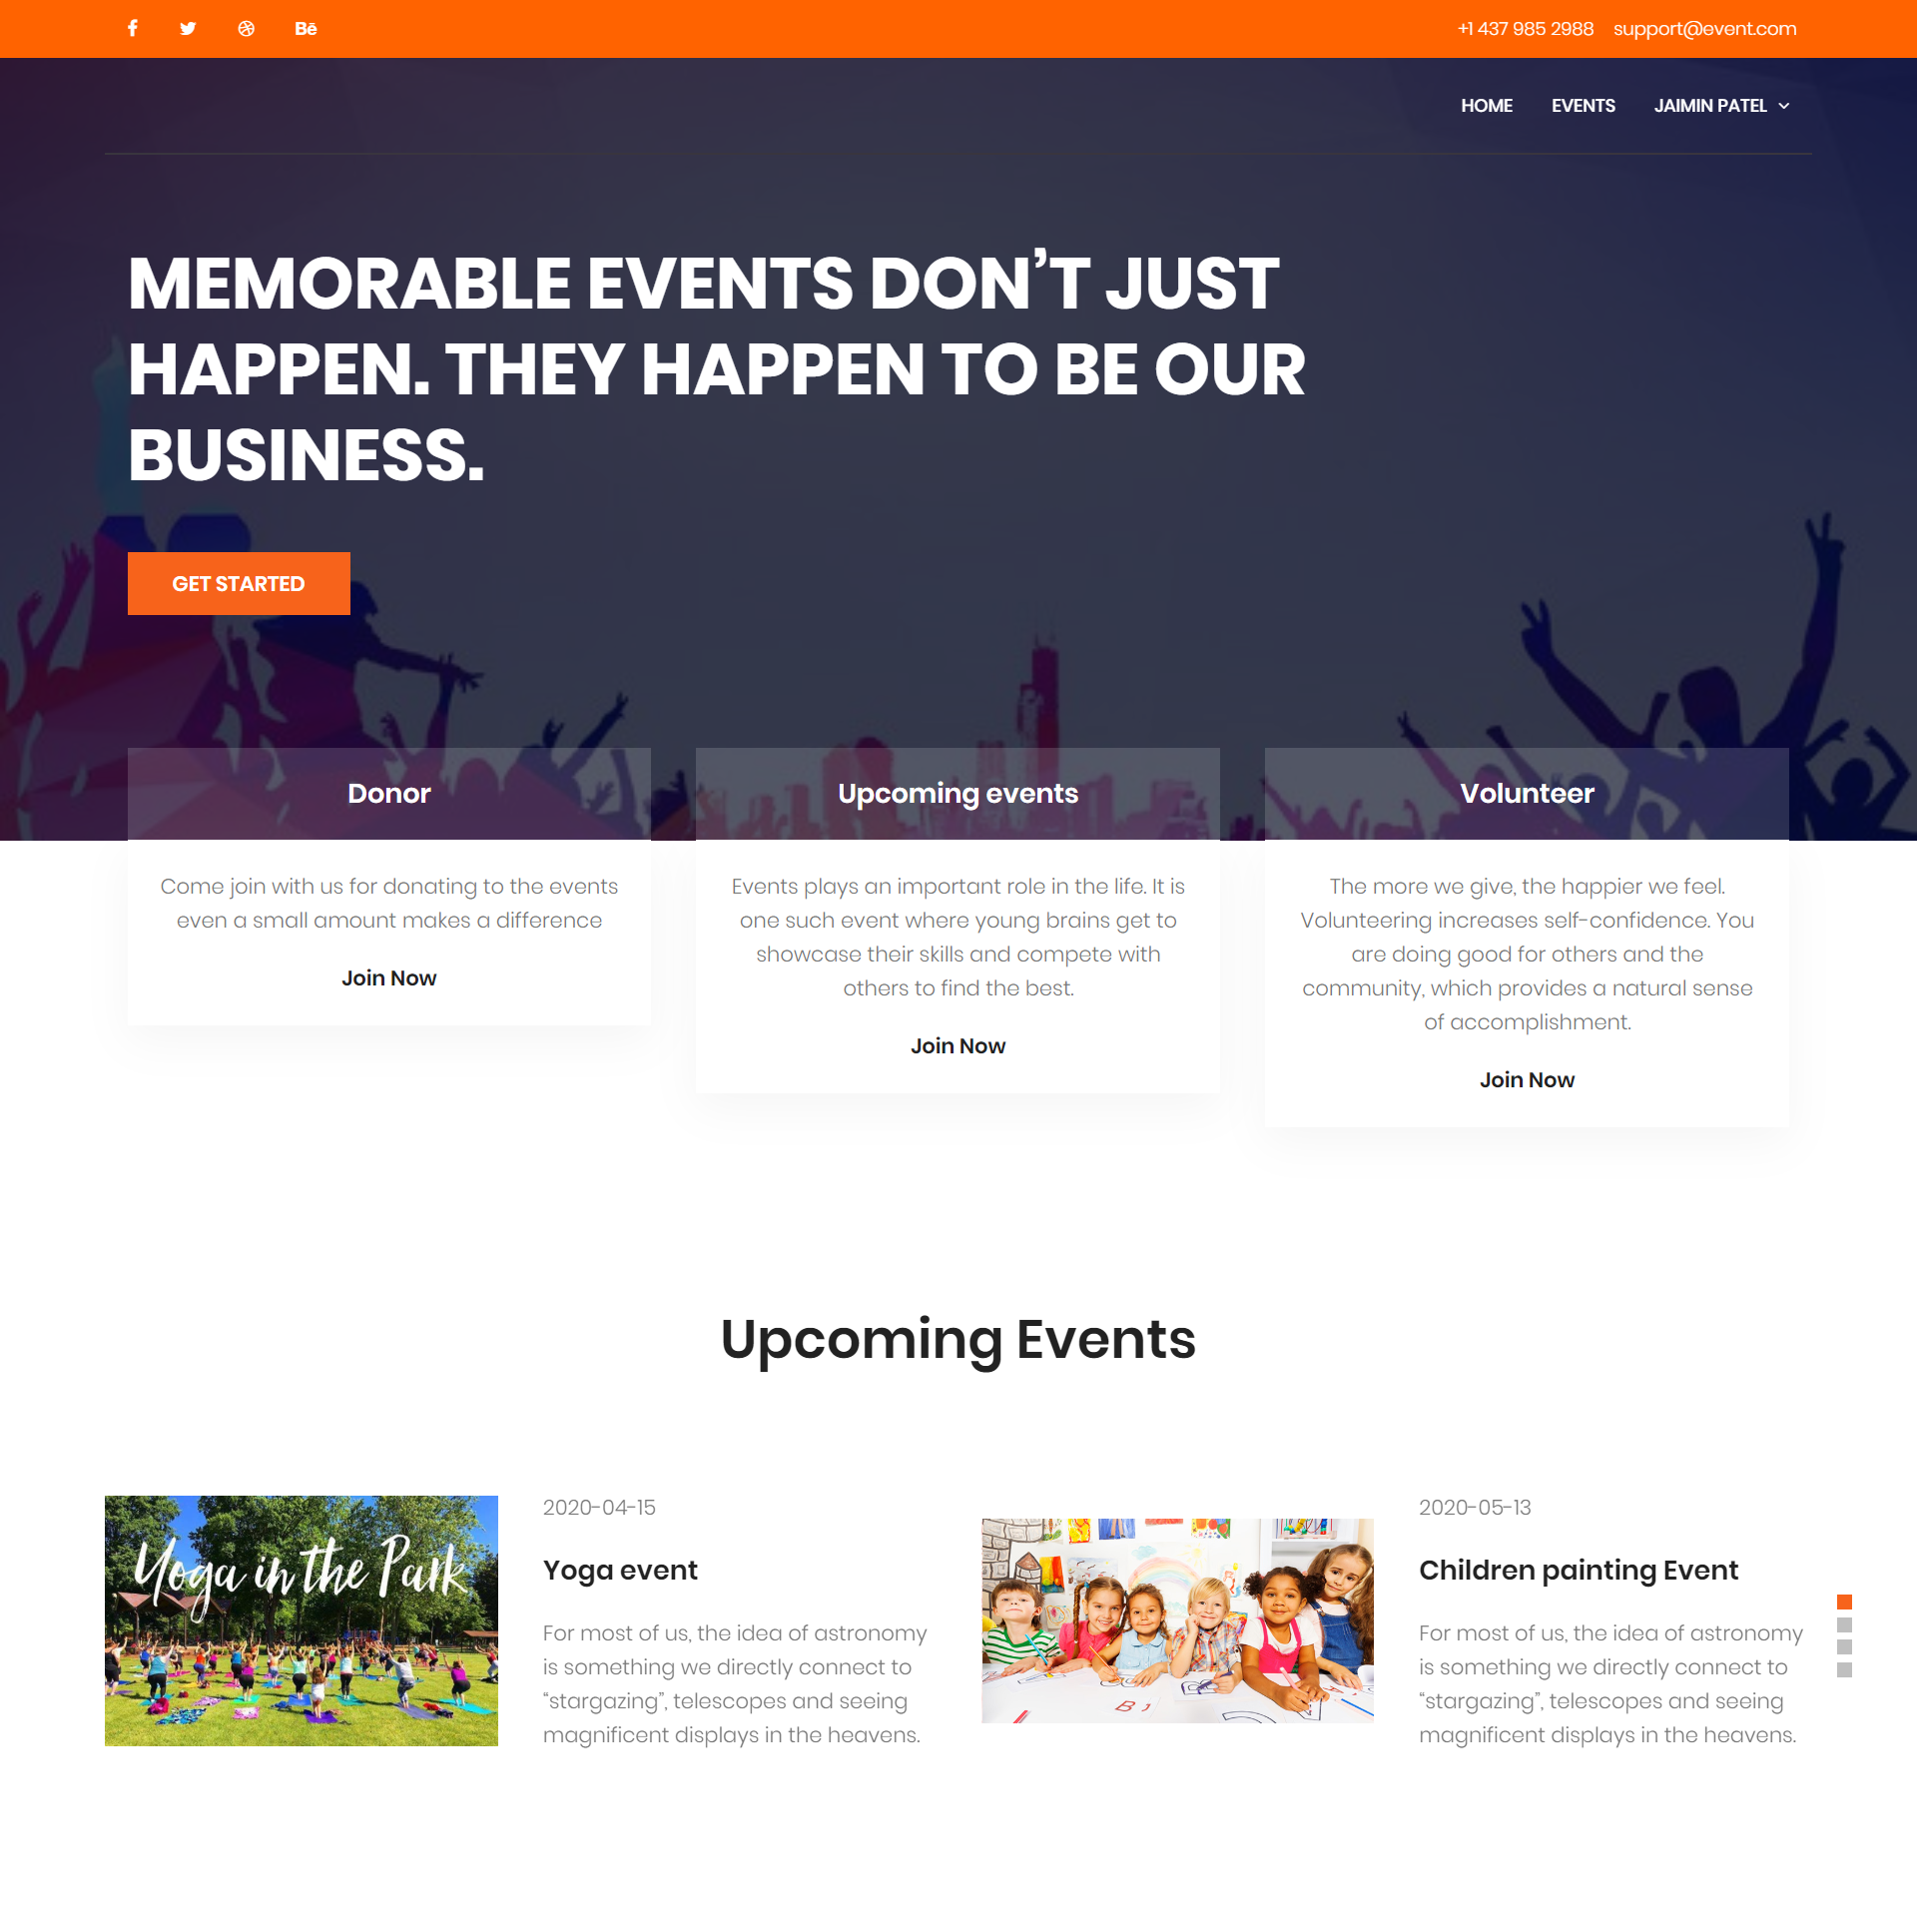 Bē
+1 437 985 2988 support@event.com
HOME EVENTS JAIMIN PATEL
MEMORABLE EVENTS DON’T JUST
HAPPEN. THEY HAPPEN TO BE OUR
BUSINESS.
GET STARTED
Donor
Come join with us for donating to the events
even a small amount makes a difference
Join Now
Upcoming events
Events plays an important role in the life. It is
one such event where young brains get to
showcase their skills and compete with
others to find the best.
Join Now
Volunteer
The more we give, the happier we feel.
Volunteering increases self-confidence. You
are doing good for others and the
community, which provides a natural sense
of accomplishment.
Join Now
Upcoming Events
Yoga in the Park
2020-04-15
Yoga event
For most of us, the idea of astronomy
is something we directly connect to
“stargazing”, telescopes and seeing
magnificent displays in the heavens.
2020-05-13
Children painting Event
For most of us, the idea of astronomy
is something we directly connect to
“stargazing”, telescopes and seeing
magnificent displays in the heavens.